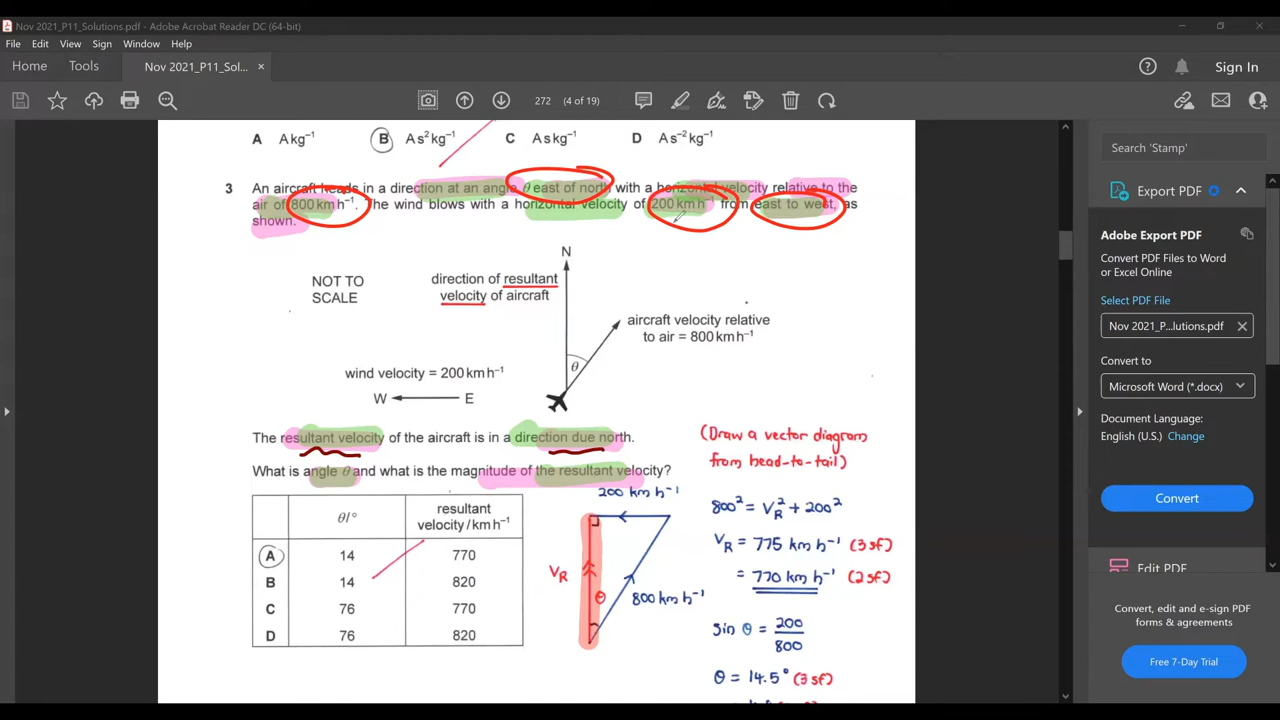 Nov 2021_P11_Solutions.pdf - Adobe Acrobat Reader DC (64-bit)
File Edit View Sign Window Help
Home Tools Nov 2021_P11_Sol... × Sign In
272 (4 of 19)
A A kg⁻¹ B A s² kg⁻¹ C A s kg⁻¹ D A s⁻² kg⁻¹
3 An aircraft heads in a direction at an angle θ east of north with a horizontal velocity relative to the
air of 800 km h⁻¹. The wind blows with a horizontal velocity of 200 km h⁻¹ from east to west, as
shown.
N
NOT TO
SCALE
direction of resultant
velocity of aircraft
aircraft velocity relative
to air = 800 km h⁻¹
θ
wind velocity = 200 km h⁻¹
W E
The resultant velocity of the aircraft is in a direction due north.
What is angle θ and what is the magnitude of the resultant velocity?
θ/° resultant
velocity / km h⁻¹
A 14 770
B 14 820
C 76 770
D 76 820
(Draw a vector diagram
from head-to-tail)
200 km h⁻¹
V_R
θ
800 km h⁻¹
800² = V_R² + 200²
V_R = 775 km h⁻¹ (3sf)
= 770 km h⁻¹ (2sf)
sin θ = 200
800
θ = 14.5° (3sf)
Search 'Stamp'
Export PDF
Adobe Export PDF
Convert PDF Files to Word
or Excel Online
Select PDF File
Nov 2021_P...lutions.pdf
Convert to
Microsoft Word (*.docx)
Document Language:
English (U.S.) Change
Convert
Edit PDF
Convert, edit and e-sign PDF
forms & agreements
Free 7-Day Trial